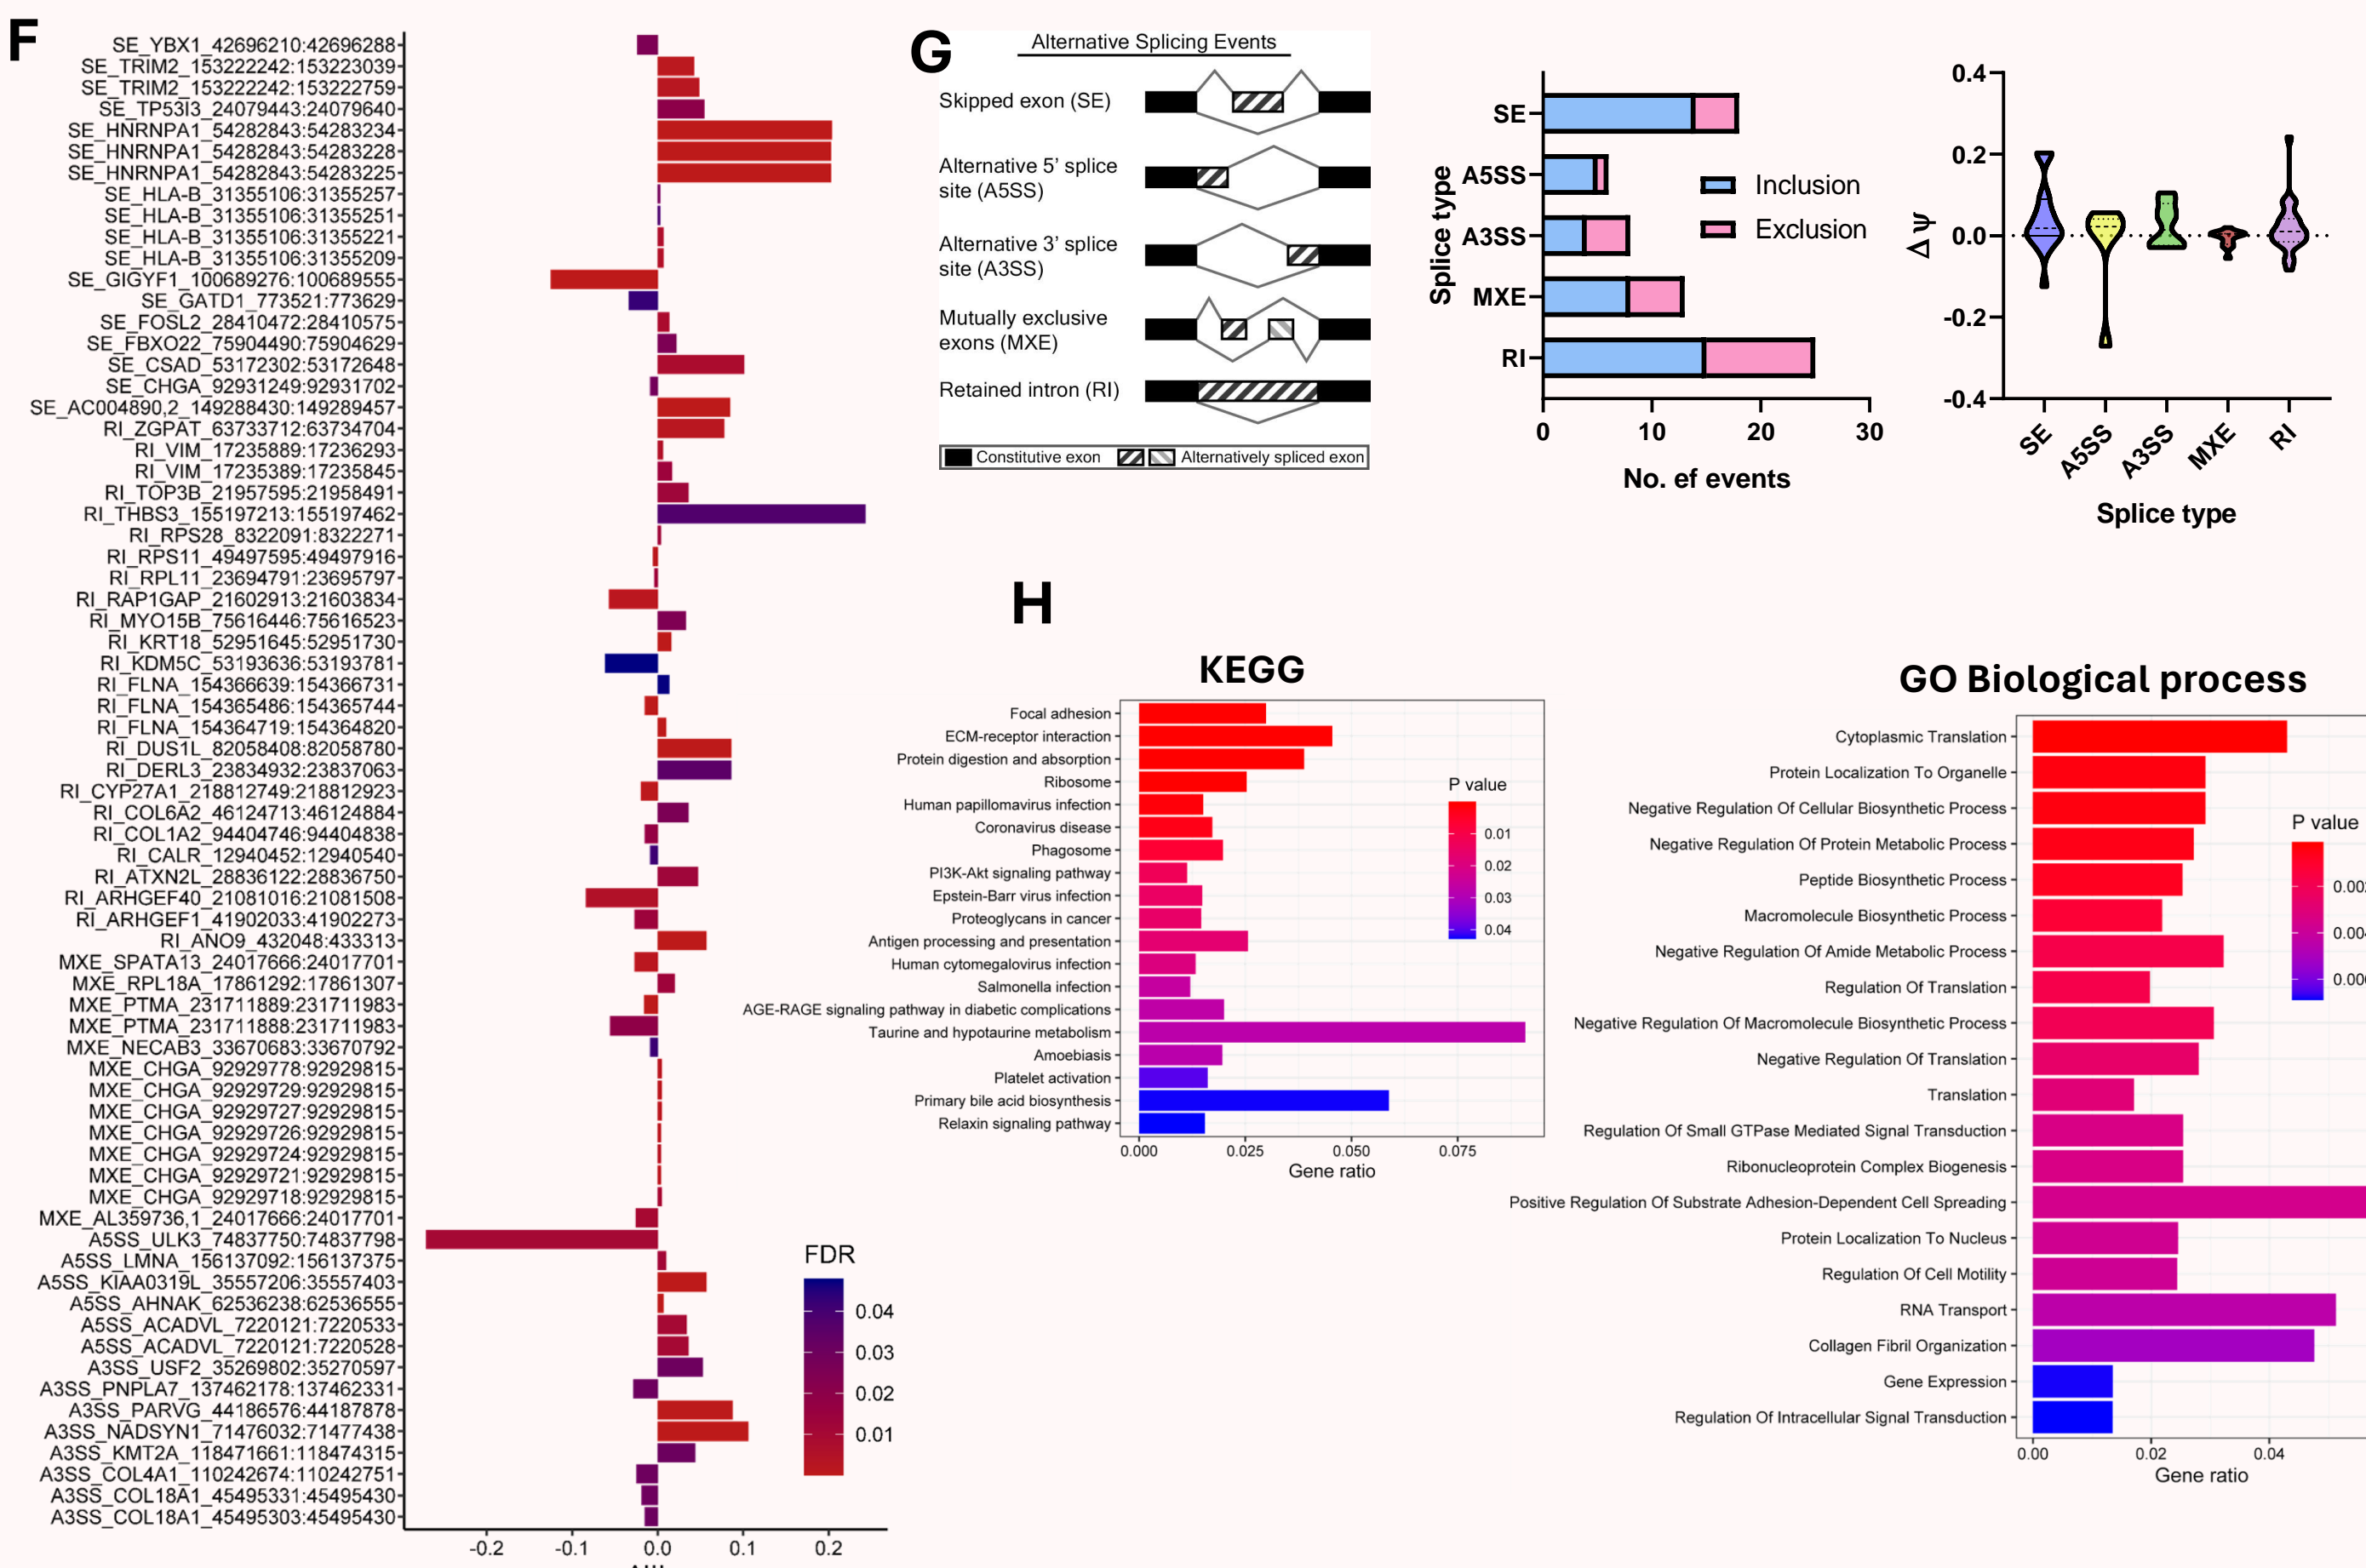 F
SE_YBX1_42696210:42696288
SE_TRIM2_153222242:153223039
SE_TRIM2_153222242:153222759
SE_TP53I3_24079443:24079640
SE_HNRNPA1_54282843:54283234
SE_HNRNPA1_54282843:54283228
SE_HNRNPA1_54282843:54283225
SE_HLA-B_31355106:31355257
SE_HLA-B_31355106:31355251
SE_HLA-B_31355106:31355221
SE_HLA-B_31355106:31355209
SE_GIGYF1_100689276:100689555
SE_GATD1_773521:773629
SE_FOSL2_28410472:28410575
SE_FBXO22_75904490:75904629
SE_CSAD_53172302:53172648
SE_CHGA_92931249:92931702
SE_AC004890,2_149288430:149289457
RI_ZGPAT_63733712:63734704
RI_VIM_17235889:17236293
RI_VIM_17235389:17235845
RI_TOP3B_21957595:21958491
RI_THBS3_155197213:155197462
RI_RPS28_8322091:8322271
RI_RPS11_49497595:49497916
RI_RPL11_23694791:23695797
RI_RAP1GAP_21602913:21603834
RI_MYO15B_75616446:75616523
RI_KRT18_52951645:52951730
RI_KDM5C_53193636:53193781
RI_FLNA_154366639:154366731
RI_FLNA_154365486:154365744
RI_FLNA_154364719:154364820
RI_DUS1L_82058408:82058780
RI_DERL3_23834932:23837063
RI_CYP27A1_218812749:218812923
RI_COL6A2_46124713:46124884
RI_COL1A2_94404746:94404838
RI_CALR_12940452:12940540
RI_ATXN2L_28836122:28836750
RI_ARHGEF40_21081016:21081508
RI_ARHGEF1_41902033:41902273
RI_ANO9_432048:433313
MXE_SPATA13_24017666:24017701
MXE_RPL18A_17861292:17861307
MXE_PTMA_231711889:231711983
MXE_PTMA_231711888:231711983
MXE_NECAB3_33670683:33670792
MXE_CHGA_92929778:92929815
MXE_CHGA_92929729:92929815
MXE_CHGA_92929727:92929815
MXE_CHGA_92929726:92929815
MXE_CHGA_92929724:92929815
MXE_CHGA_92929721:92929815
MXE_CHGA_92929718:92929815
MXE_AL359736,1_24017666:24017701
A5SS_ULK3_74837750:74837798
A5SS_LMNA_156137092:156137375
A5SS_KIAA0319L_35557206:35557403
A5SS_AHNAK_62536238:62536555
A5SS_ACADVL_7220121:7220533
A5SS_ACADVL_7220121:7220528
A3SS_USF2_35269802:35270597
A3SS_PNPLA7_137462178:137462331
A3SS_PARVG_44186576:44187878
A3SS_NADSYN1_71476032:71477438
A3SS_KMT2A_118471661:118474315
A3SS_COL4A1_110242674:110242751
A3SS_COL18A1_45495331:45495430
A3SS_COL18A1_45495303:45495430
-0.2 -0.1 0.0 0.1 0.2
FDR
0.04
0.03
0.02
0.01
G
Alternative Splicing Events
Skipped exon (SE)
Alternative 5’ splice
site (A5SS)
Alternative 3’ splice
site (A3SS)
Mutually exclusive
exons (MXE)
Retained intron (RI)
Constitutive exon Alternatively spliced exon
Splice type
SE
A5SS
A3SS
MXE
RI
Inclusion
Exclusion
0 10 20 30
No. ef events
Δ ψ
0.4
0.2
0.0
-0.2
-0.4
SE A5SS A3SS MXE RI
Splice type
H
KEGG
Focal adhesion
ECM-receptor interaction
Protein digestion and absorption
Ribosome
Human papillomavirus infection
Coronavirus disease
Phagosome
PI3K-Akt signaling pathway
Epstein-Barr virus infection
Proteoglycans in cancer
Antigen processing and presentation
Human cytomegalovirus infection
Salmonella infection
AGE-RAGE signaling pathway in diabetic complications
Taurine and hypotaurine metabolism
Amoebiasis
Platelet activation
Primary bile acid biosynthesis
Relaxin signaling pathway
0.000 0.025 0.050 0.075
Gene ratio
P value
0.01
0.02
0.03
0.04
GO Biological process
Cytoplasmic Translation
Protein Localization To Organelle
Negative Regulation Of Cellular Biosynthetic Process
Negative Regulation Of Protein Metabolic Process
Peptide Biosynthetic Process
Macromolecule Biosynthetic Process
Negative Regulation Of Amide Metabolic Process
Regulation Of Translation
Negative Regulation Of Macromolecule Biosynthetic Process
Negative Regulation Of Translation
Translation
Regulation Of Small GTPase Mediated Signal Transduction
Ribonucleoprotein Complex Biogenesis
Positive Regulation Of Substrate Adhesion-Dependent Cell Spreading
Protein Localization To Nucleus
Regulation Of Cell Motility
RNA Transport
Collagen Fibril Organization
Gene Expression
Regulation Of Intracellular Signal Transduction
0.00 0.02 0.04
Gene ratio
P value